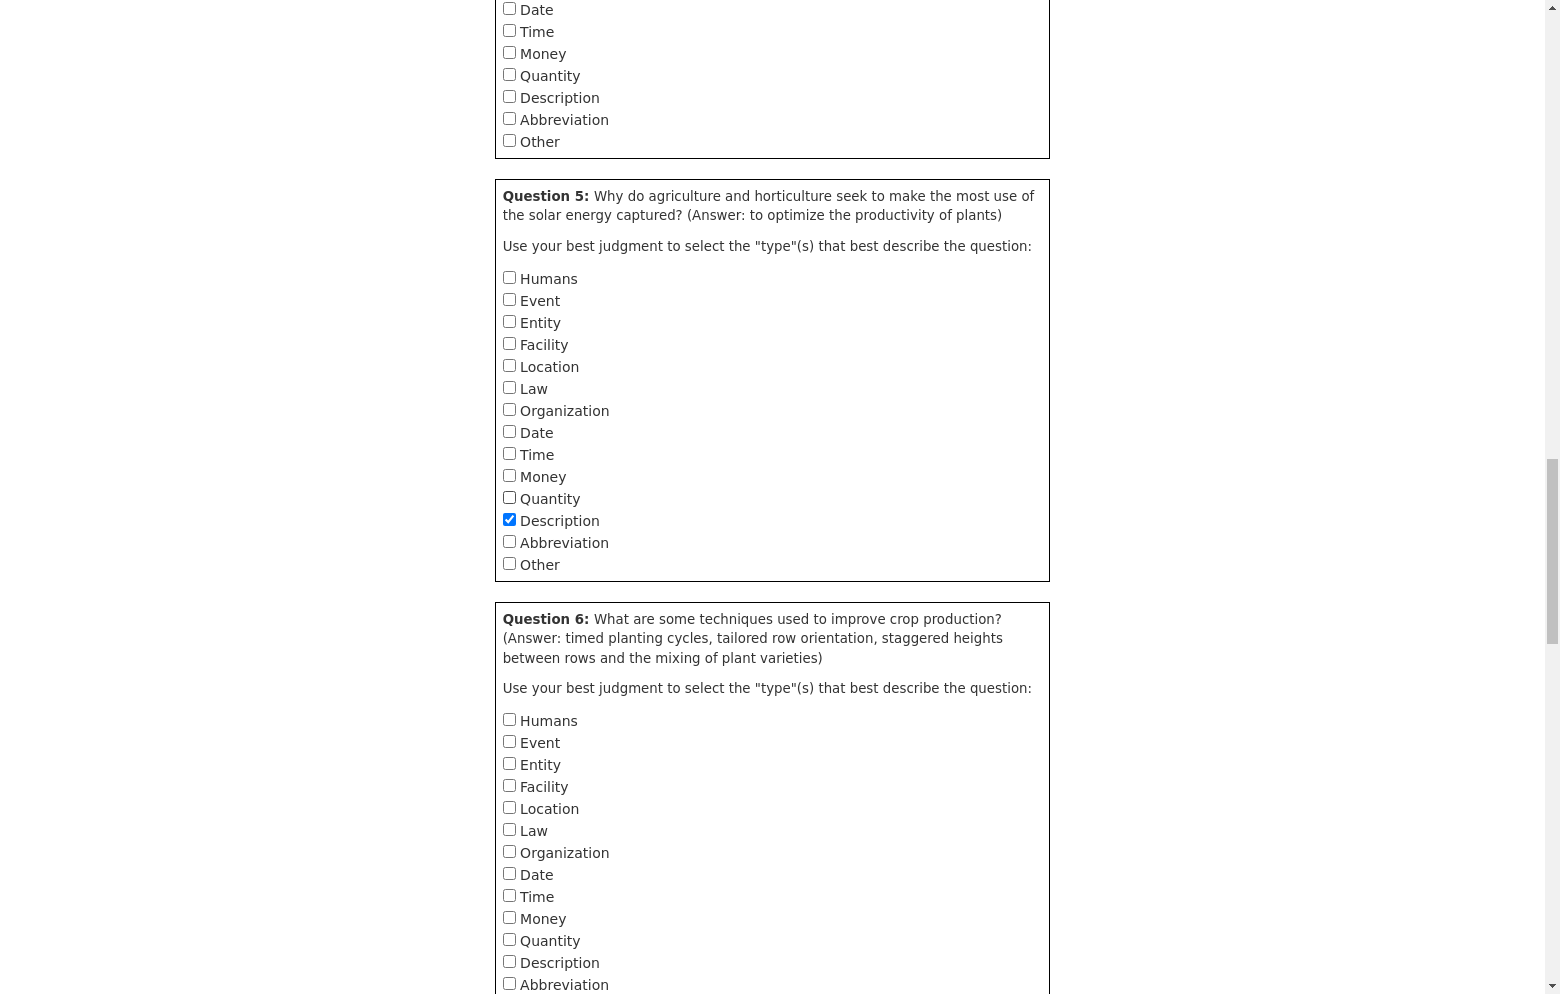 Date
Time
Money
Quantity
Description
Abbreviation
Other
Question 5: Why do agriculture and horticulture seek to make the most use of
the solar energy captured? (Answer: to optimize the productivity of plants)
Use your best judgment to select the "type"(s) that best describe the question:
Humans
Event
Entity
Facility
Location
Law
Organization
Date
Time
Money
Quantity
Description
Abbreviation
Other
Question 6: What are some techniques used to improve crop production?
(Answer: timed planting cycles, tailored row orientation, staggered heights
between rows and the mixing of plant varieties)
Use your best judgment to select the "type"(s) that best describe the question:
Humans
Event
Entity
Facility
Location
Law
Organization
Date
Time
Money
Quantity
Description
Abbreviation